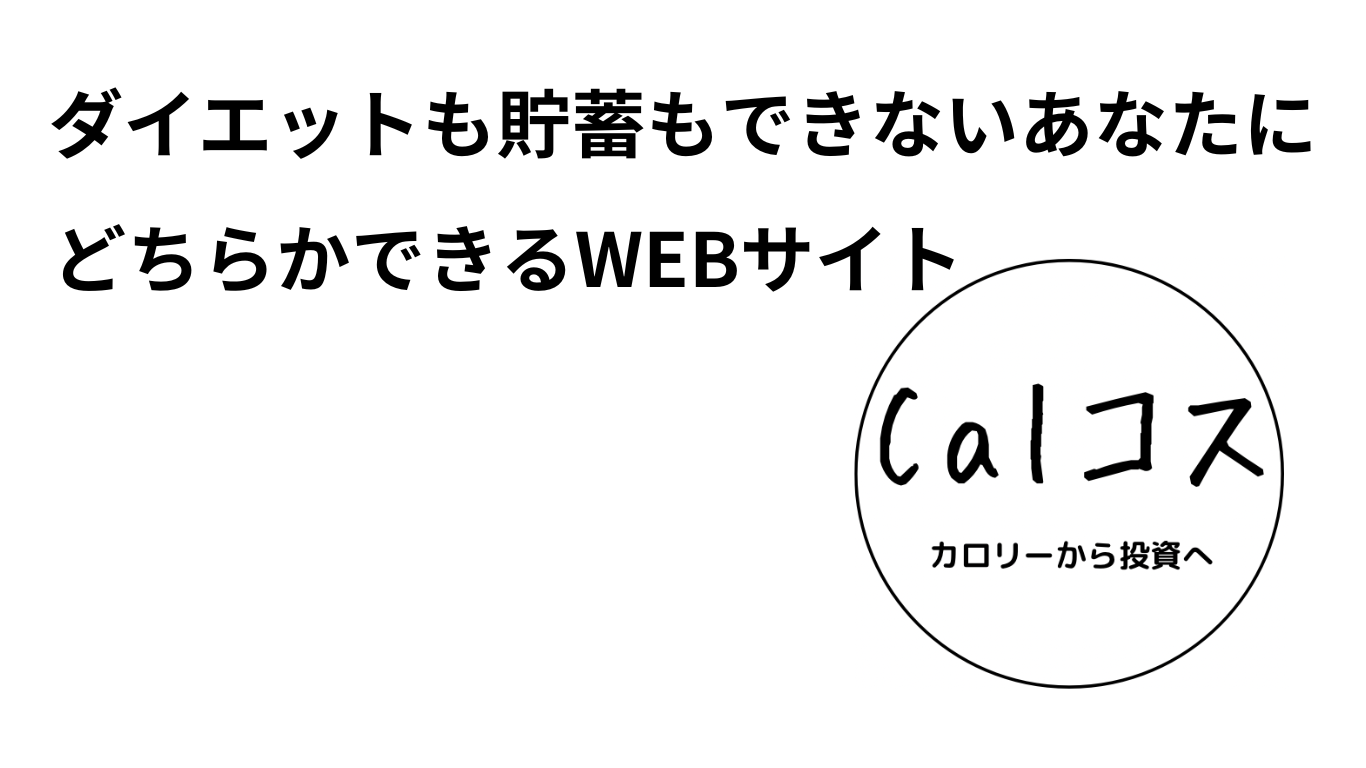 ダイエットも貯蓄もできないあなたに
どちらかできるWEBサイト
Calコス
カロリーから投資へ